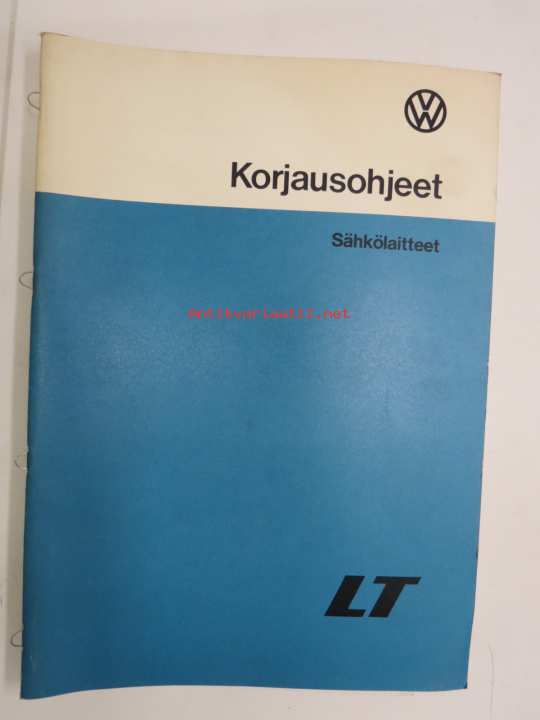 VW
Korjausohjeet
Sähkölaitteet
Antikvariaatti.net
LT